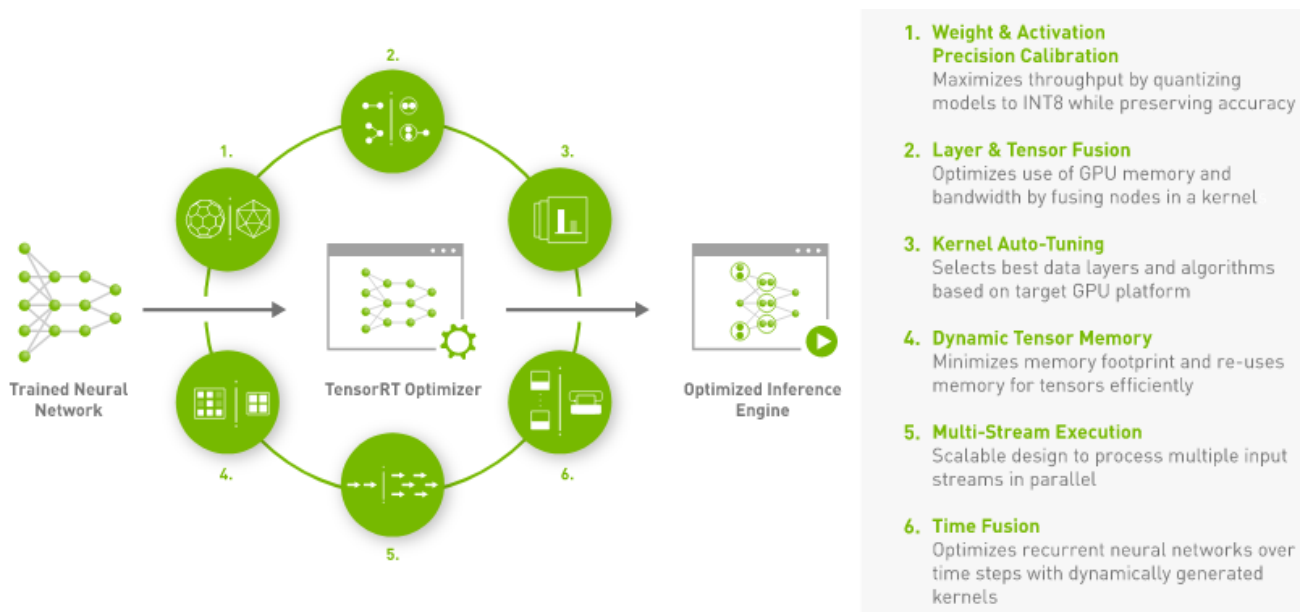 2.
1.
3.
Trained Neural
Network
TensorRT Optimizer
Optimized Inference
Engine
4.
6.
5.
1. Weight & Activation
Precision Calibration
Maximizes throughput by quantizing
models to INT8 while preserving accuracy
2. Layer & Tensor Fusion
Optimizes use of GPU memory and
bandwidth by fusing nodes in a kernel
3. Kernel Auto-Tuning
Selects best data layers and algorithms
based on target GPU platform
4. Dynamic Tensor Memory
Minimizes memory footprint and re-uses
memory for tensors efficiently
5. Multi-Stream Execution
Scalable design to process multiple input
streams in parallel
6. Time Fusion
Optimizes recurrent neural networks over
time steps with dynamically generated
kernels